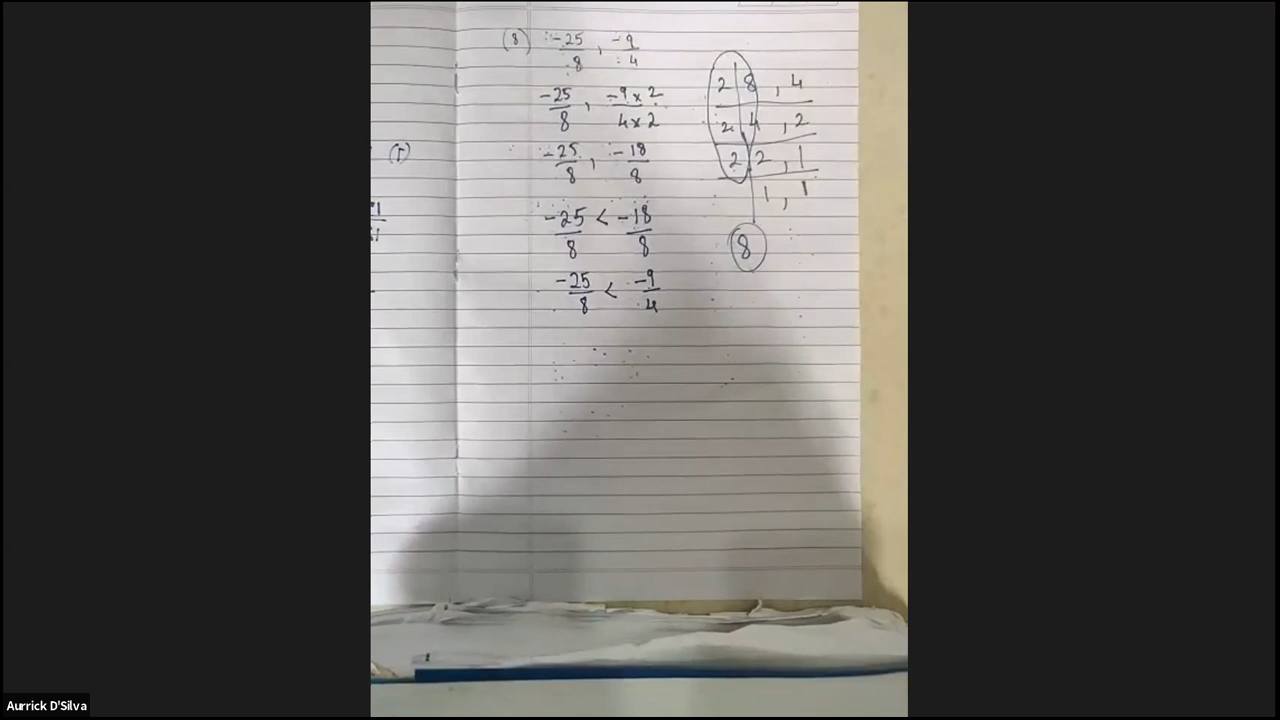 (8) -25/8 , -9/4
-25/8 , -9 x 2/4 x 2
-25/8 , -18/8
-25/8 < -18/8
-25/8 < -9/4
2 | 8 , 4
2 | 4 , 2
2 | 2 , 1
1 , 1
8
Aurrick D'Silva